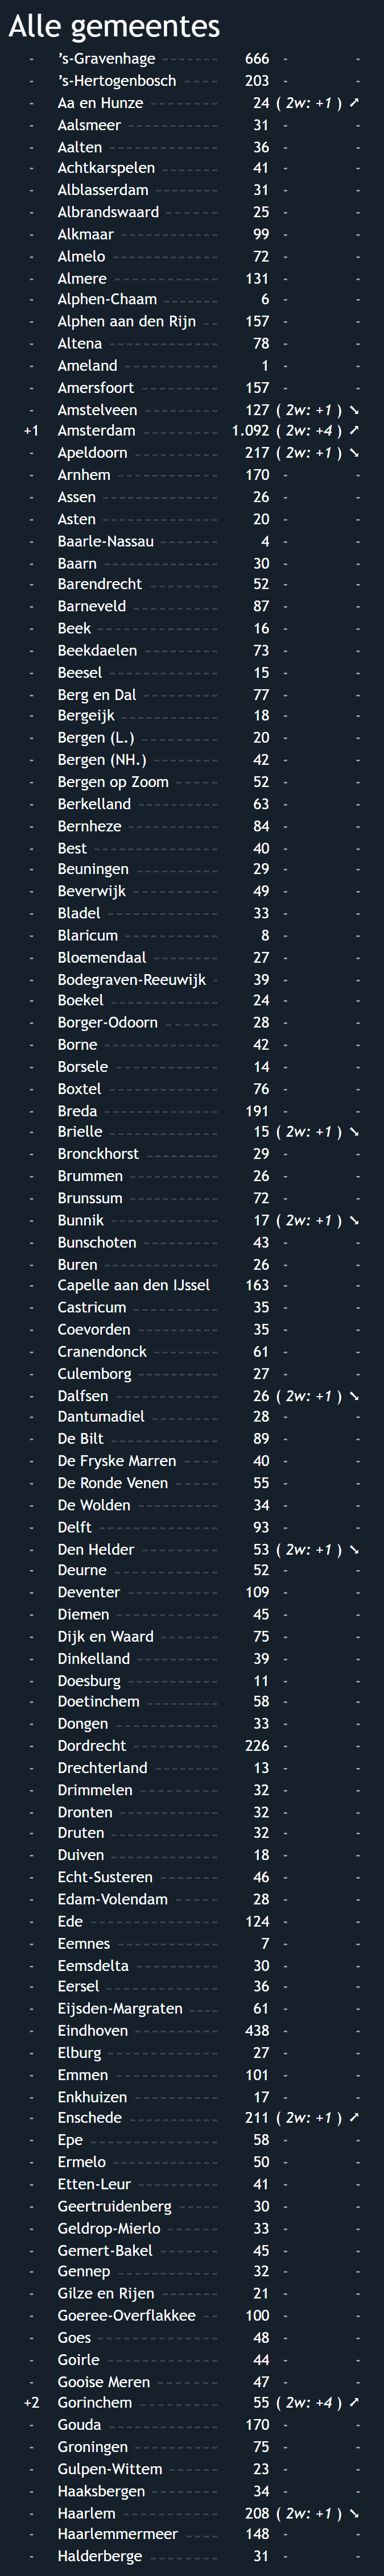 Alle gemeentes
- ’s-Gravenhage 666 - -
- ’s-Hertogenbosch 203 - -
- Aa en Hunze 24 ( 2w: +1 ) ➚
- Aalsmeer 31 - -
- Aalten 36 - -
- Achtkarspelen 41 - -
- Alblasserdam 31 - -
- Albrandswaard 25 - -
- Alkmaar 99 - -
- Almelo 72 - -
- Almere 131 - -
- Alphen-Chaam 6 - -
- Alphen aan den Rijn 157 - -
- Altena 78 - -
- Ameland 1 - -
- Amersfoort 157 - -
- Amstelveen 127 ( 2w: +1 ) ➘
+1 Amsterdam 1.092 ( 2w: +4 ) ➚
- Apeldoorn 217 ( 2w: +1 ) ➘
- Arnhem 170 - -
- Assen 26 - -
- Asten 20 - -
- Baarle-Nassau 4 - -
- Baarn 30 - -
- Barendrecht 52 - -
- Barneveld 87 - -
- Beek 16 - -
- Beekdaelen 73 - -
- Beesel 15 - -
- Berg en Dal 77 - -
- Bergeijk 18 - -
- Bergen (L.) 20 - -
- Bergen (NH.) 42 - -
- Bergen op Zoom 52 - -
- Berkelland 63 - -
- Bernheze 84 - -
- Best 40 - -
- Beuningen 29 - -
- Beverwijk 49 - -
- Bladel 33 - -
- Blaricum 8 - -
- Bloemendaal 27 - -
- Bodegraven-Reeuwijk 39 - -
- Boekel 24 - -
- Borger-Odoorn 28 - -
- Borne 42 - -
- Borsele 14 - -
- Boxtel 76 - -
- Breda 191 - -
- Brielle 15 ( 2w: +1 ) ➘
- Bronckhorst 29 - -
- Brummen 26 - -
- Brunssum 72 - -
- Bunnik 17 ( 2w: +1 ) ➘
- Bunschoten 43 - -
- Buren 26 - -
- Capelle aan den IJssel 163 - -
- Castricum 35 - -
- Coevorden 35 - -
- Cranendonck 61 - -
- Culemborg 27 - -
- Dalfsen 26 ( 2w: +1 ) ➘
- Dantumadiel 28 - -
- De Bilt 89 - -
- De Fryske Marren 40 - -
- De Ronde Venen 55 - -
- De Wolden 34 - -
- Delft 93 - -
- Den Helder 53 ( 2w: +1 ) ➘
- Deurne 52 - -
- Deventer 109 - -
- Diemen 45 - -
- Dijk en Waard 75 - -
- Dinkelland 39 - -
- Doesburg 11 - -
- Doetinchem 58 - -
- Dongen 33 - -
- Dordrecht 226 - -
- Drechterland 13 - -
- Drimmelen 32 - -
- Dronten 32 - -
- Druten 32 - -
- Duiven 18 - -
- Echt-Susteren 46 - -
- Edam-Volendam 28 - -
- Ede 124 - -
- Eemnes 7 - -
- Eemsdelta 30 - -
- Eersel 36 - -
- Eijsden-Margraten 61 - -
- Eindhoven 438 - -
- Elburg 27 - -
- Emmen 101 - -
- Enkhuizen 17 - -
- Enschede 211 ( 2w: +1 ) ➚
- Epe 58 - -
- Ermelo 50 - -
- Etten-Leur 41 - -
- Geertruidenberg 30 - -
- Geldrop-Mierlo 33 - -
- Gemert-Bakel 45 - -
- Gennep 32 - -
- Gilze en Rijen 21 - -
- Goeree-Overflakkee 100 - -
- Goes 48 - -
- Goirle 44 - -
- Gooise Meren 47 - -
+2 Gorinchem 55 ( 2w: +4 ) ➚
- Gouda 170 - -
- Groningen 75 - -
- Gulpen-Wittem 23 - -
- Haaksbergen 34 - -
- Haarlem 208 ( 2w: +1 ) ➘
- Haarlemmermeer 148 - -
- Halderberge 31 - -